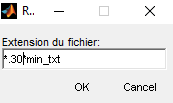 R...
Extension du fichier:
*.30min_txt
OK
Cancel